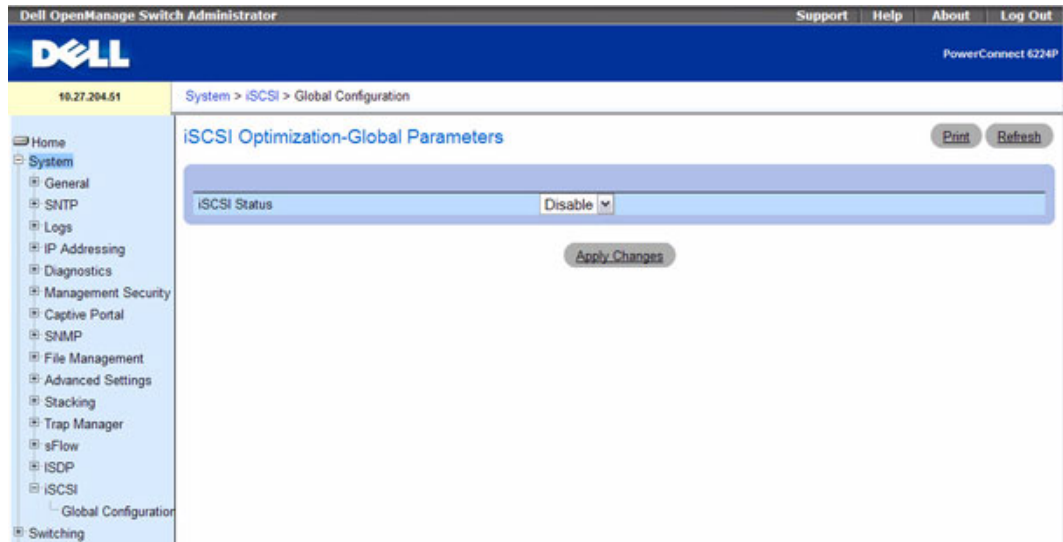 Dell OpenManage Switch Administrator
Support Help About Log Out
DELL
PowerConnect 6224P
10.27.204.51
System > iSCSI > Global Configuration
Home
System
General
SNTP
Logs
IP Addressing
Diagnostics
Management Security
Captive Portal
SNMP
File Management
Advanced Settings
Stacking
Trap Manager
sFlow
ISDP
iSCSI
Global Configuration
Switching
iSCSI Optimization-Global Parameters
Print Refresh
iSCSI Status Disable
Apply Changes